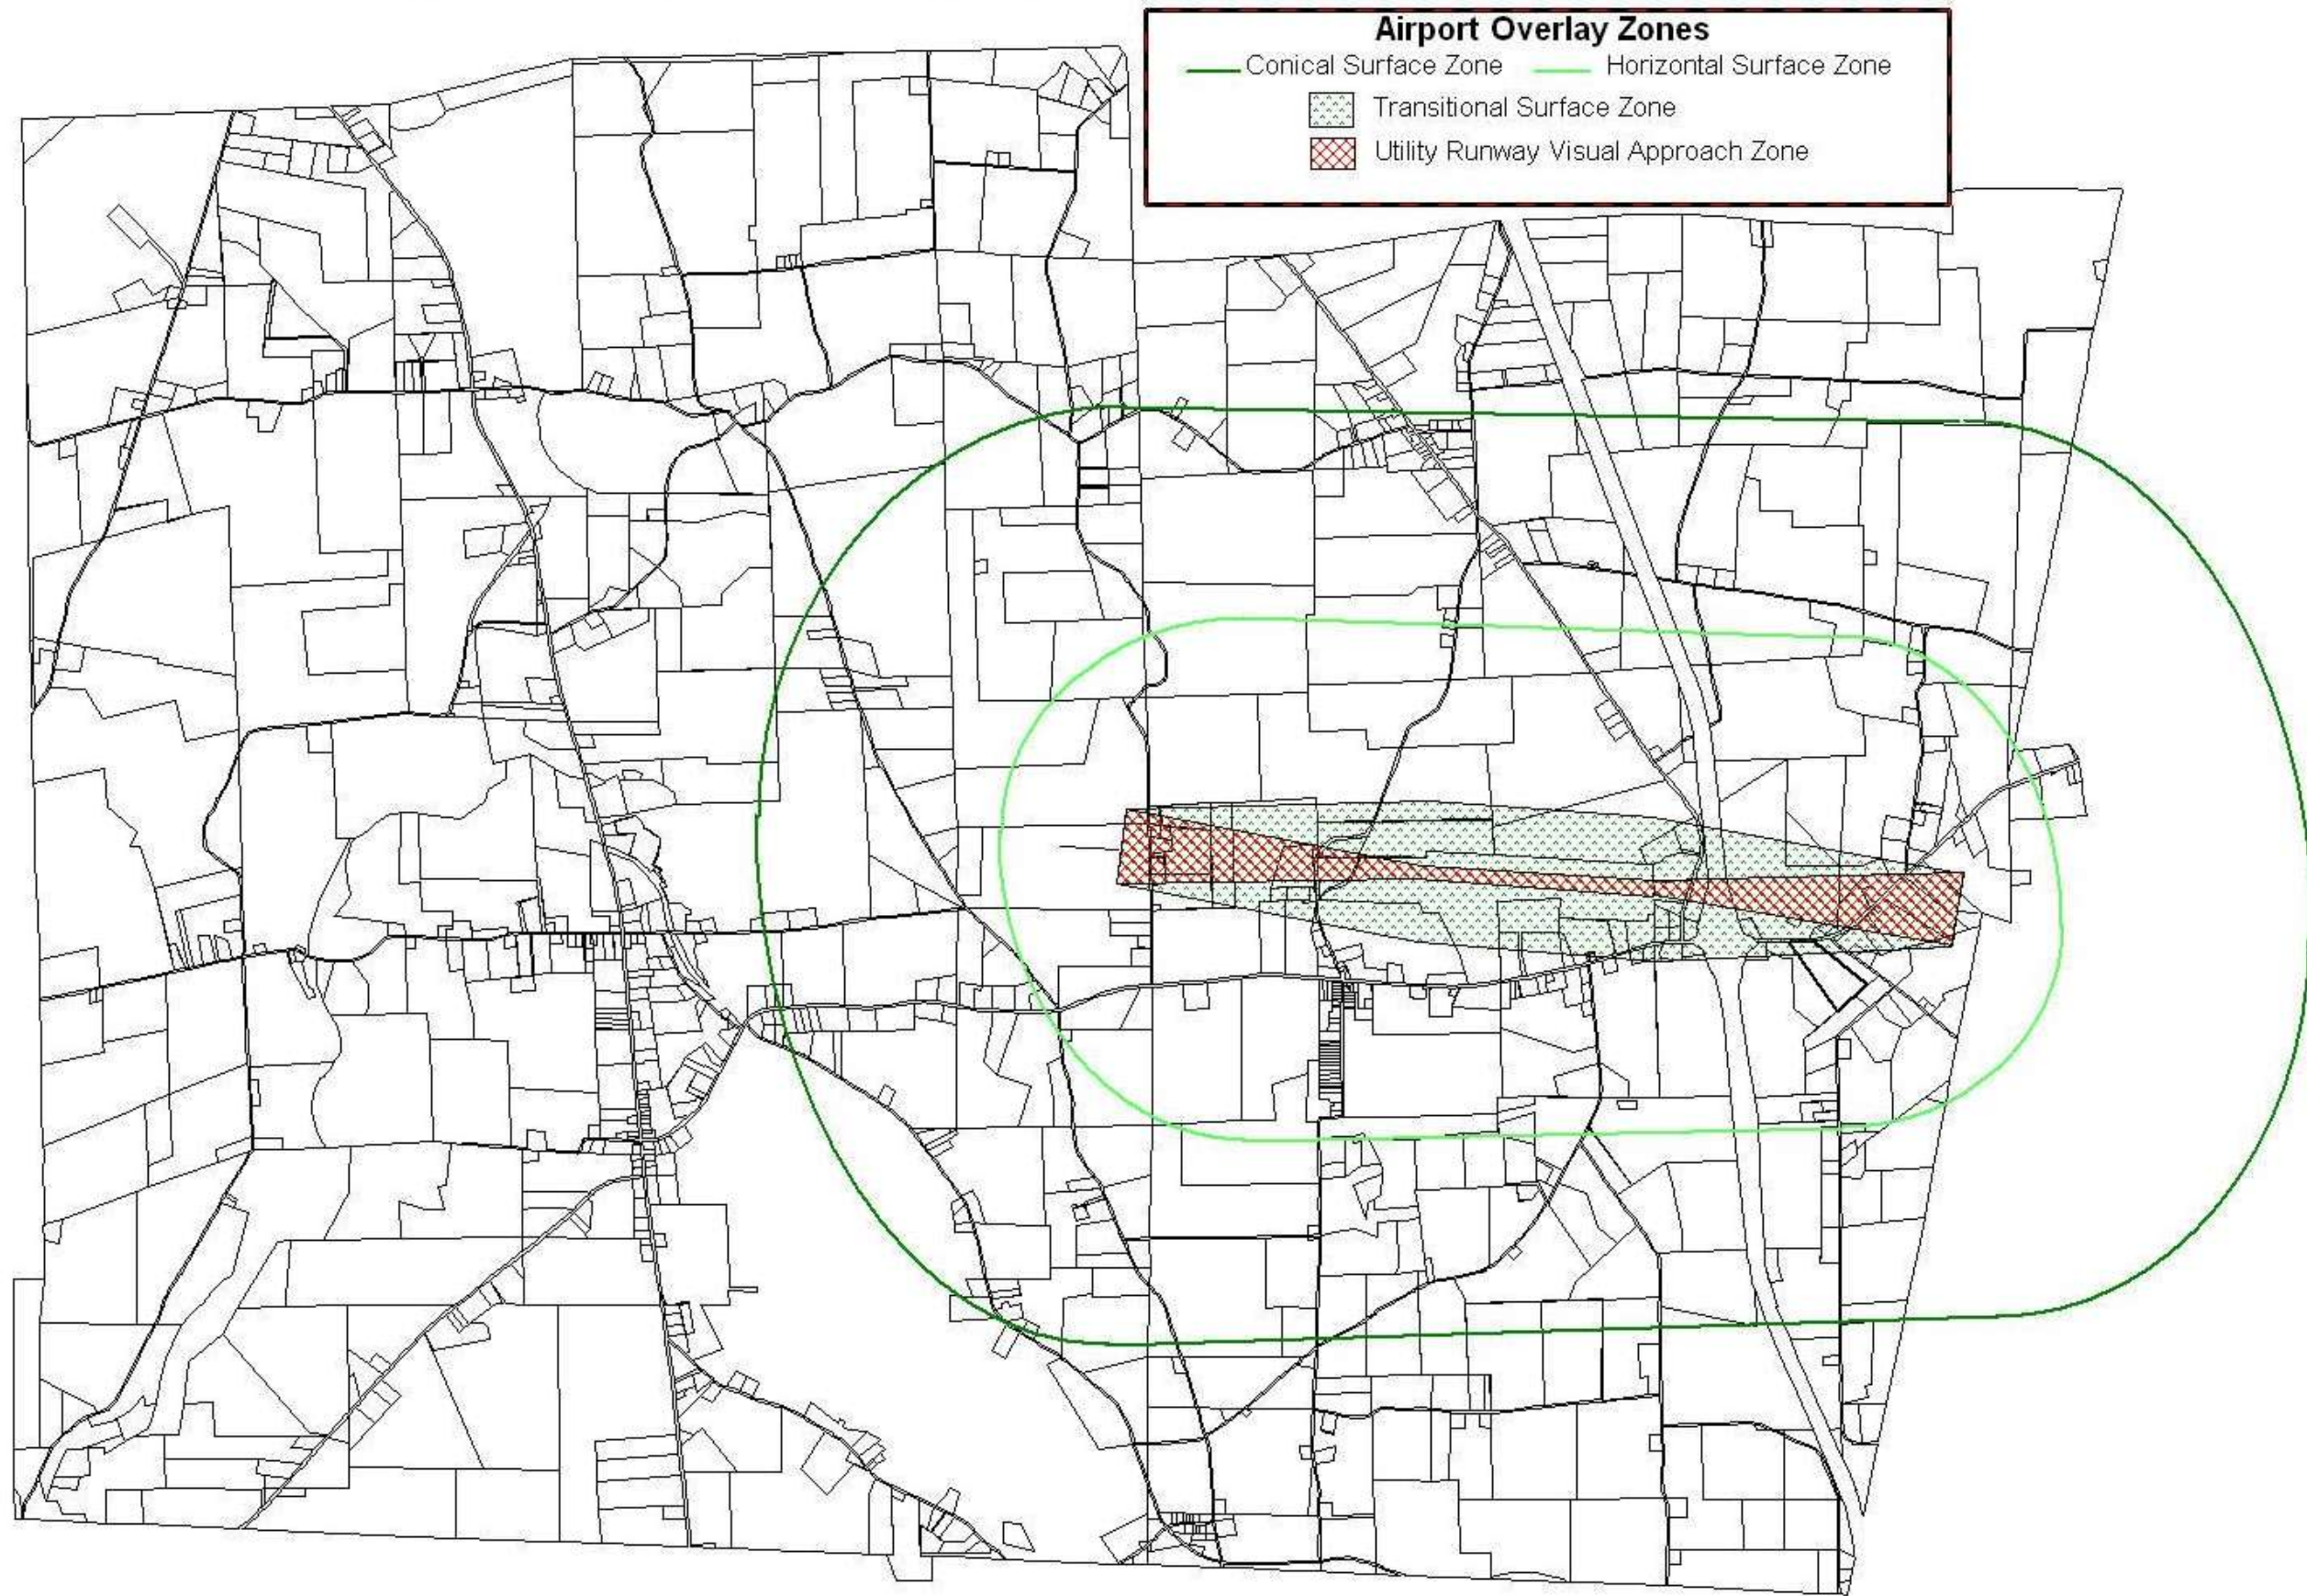 Airport Overlay Zones
Conical Surface Zone Horizontal Surface Zone
Transitional Surface Zone
Utility Runway Visual Approach Zone